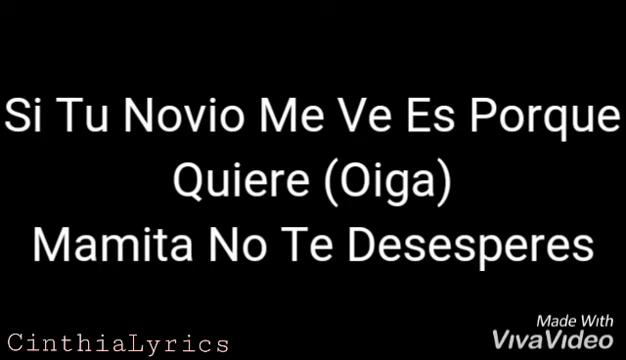 Si Tu Novio Me Ve Es Porque
Quiere (Oiga)
Mamita No Te Desesperes
CinthiaLyrics
Made With
VivaVideo